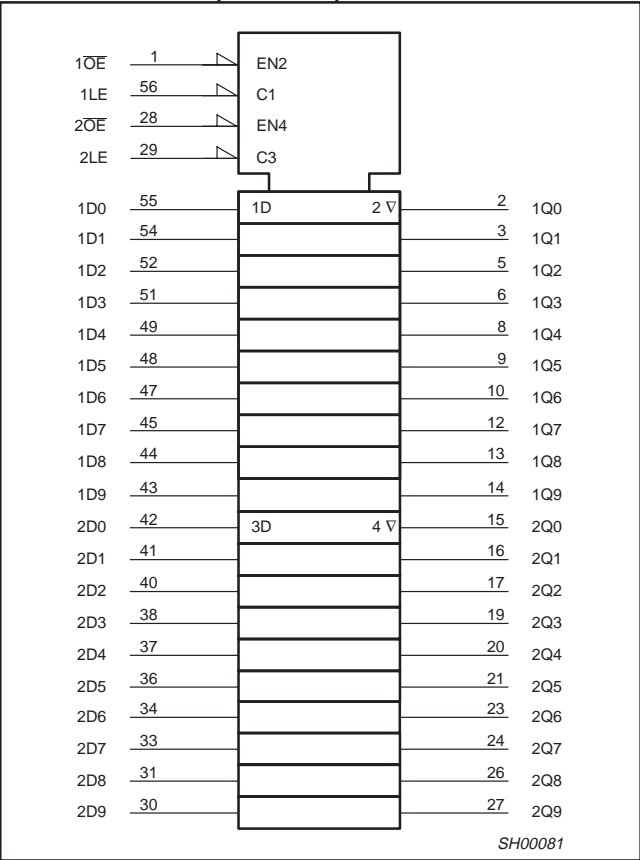 1O̅E̅ 1 EN2
1LE 56 C1
2O̅E̅ 28 EN4
2LE 29 C3
1D0 55 1D 2 ∇ 2 1Q0
1D1 54 3 1Q1
1D2 52 5 1Q2
1D3 51 6 1Q3
1D4 49 8 1Q4
1D5 48 9 1Q5
1D6 47 10 1Q6
1D7 45 12 1Q7
1D8 44 13 1Q8
1D9 43 14 1Q9
2D0 42 3D 4 ∇ 15 2Q0
2D1 41 16 2Q1
2D2 40 17 2Q2
2D3 38 19 2Q3
2D4 37 20 2Q4
2D5 36 21 2Q5
2D6 34 23 2Q6
2D7 33 24 2Q7
2D8 31 26 2Q8
2D9 30 27 2Q9
SH00081